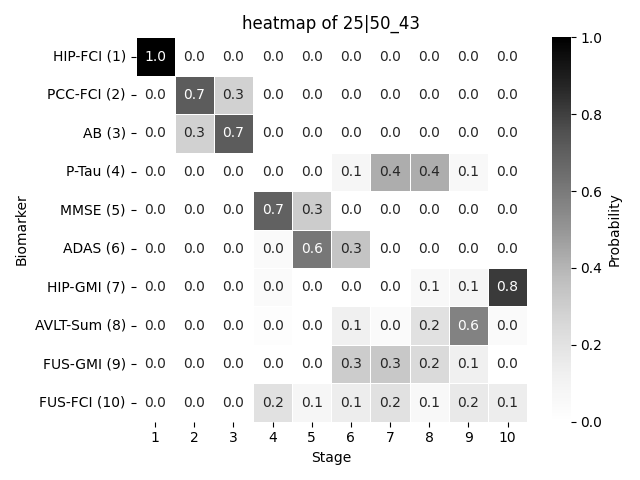 heatmap of 25|50_43
HIP-FCI (1) 1.0 0.0 0.0 0.0 0.0 0.0 0.0 0.0 0.0 0.0
PCC-FCI (2) 0.0 0.7 0.3 0.0 0.0 0.0 0.0 0.0 0.0 0.0
AB (3) 0.0 0.3 0.7 0.0 0.0 0.0 0.0 0.0 0.0 0.0
P-Tau (4) 0.0 0.0 0.0 0.0 0.0 0.1 0.4 0.4 0.1 0.0
MMSE (5) 0.0 0.0 0.0 0.7 0.3 0.0 0.0 0.0 0.0 0.0
ADAS (6) 0.0 0.0 0.0 0.0 0.6 0.3 0.0 0.0 0.0 0.0
HIP-GMI (7) 0.0 0.0 0.0 0.0 0.0 0.0 0.0 0.1 0.1 0.8
AVLT-Sum (8) 0.0 0.0 0.0 0.0 0.0 0.1 0.0 0.2 0.6 0.0
FUS-GMI (9) 0.0 0.0 0.0 0.0 0.0 0.3 0.3 0.2 0.1 0.0
FUS-FCI (10) 0.0 0.0 0.0 0.2 0.1 0.1 0.2 0.1 0.2 0.1
1 2 3 4 5 6 7 8 9 10
Stage
Biomarker
1.0
0.8
0.6
0.4
0.2
0.0
Probability